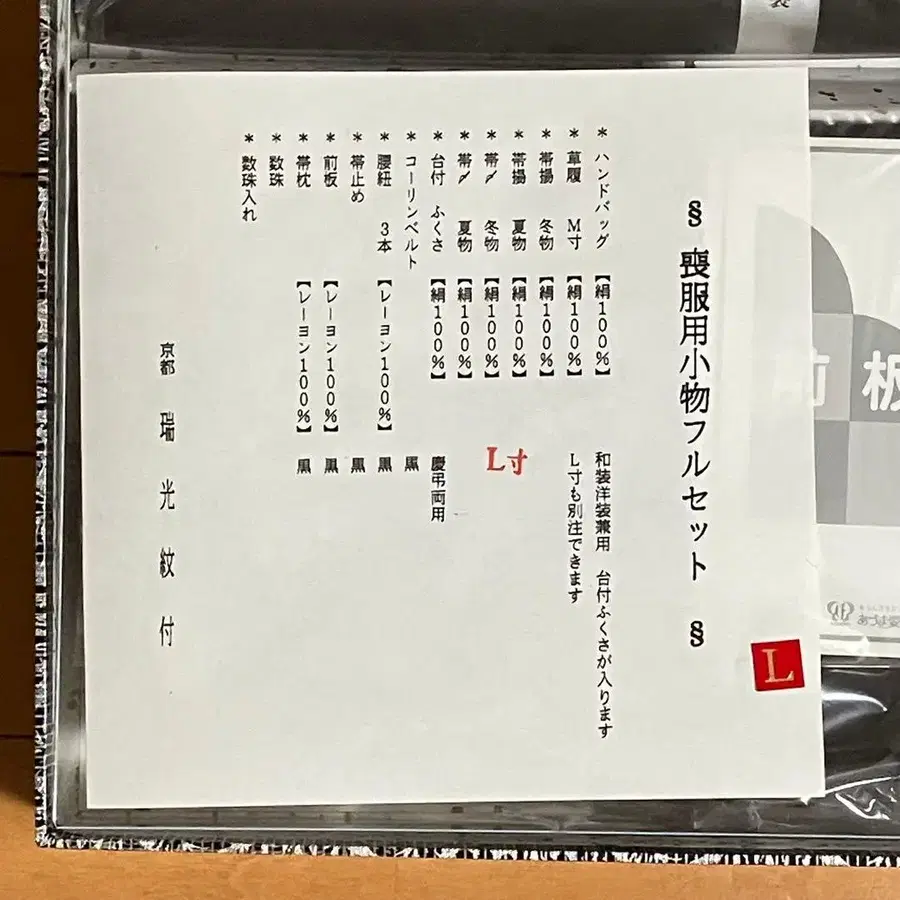 § 喪服用小物フルセット §
* ハンドバッグ 【絹100%】 和装洋装兼用 台付ふくさが入ります
* 草履 M寸 【絹100%】 L寸も別注できます
* 帯揚 冬物 【絹100%】
* 帯揚 夏物 【絹100%】
* 帯〆 冬物 【絹100%】
L寸
* 帯〆 夏物 【絹100%】
* 台付 ふくさ 【絹100%】 慶弔両用
* コーリンベルト 黒
* 腰紐 3本 【レーヨン100%】 黒
* 帯止め 黒
* 前板 【レーヨン100%】 黒
* 帯枕 【レーヨン100%】 黒
* 数珠
* 数珠入れ
京都 瑞光紋付
L
前板
装